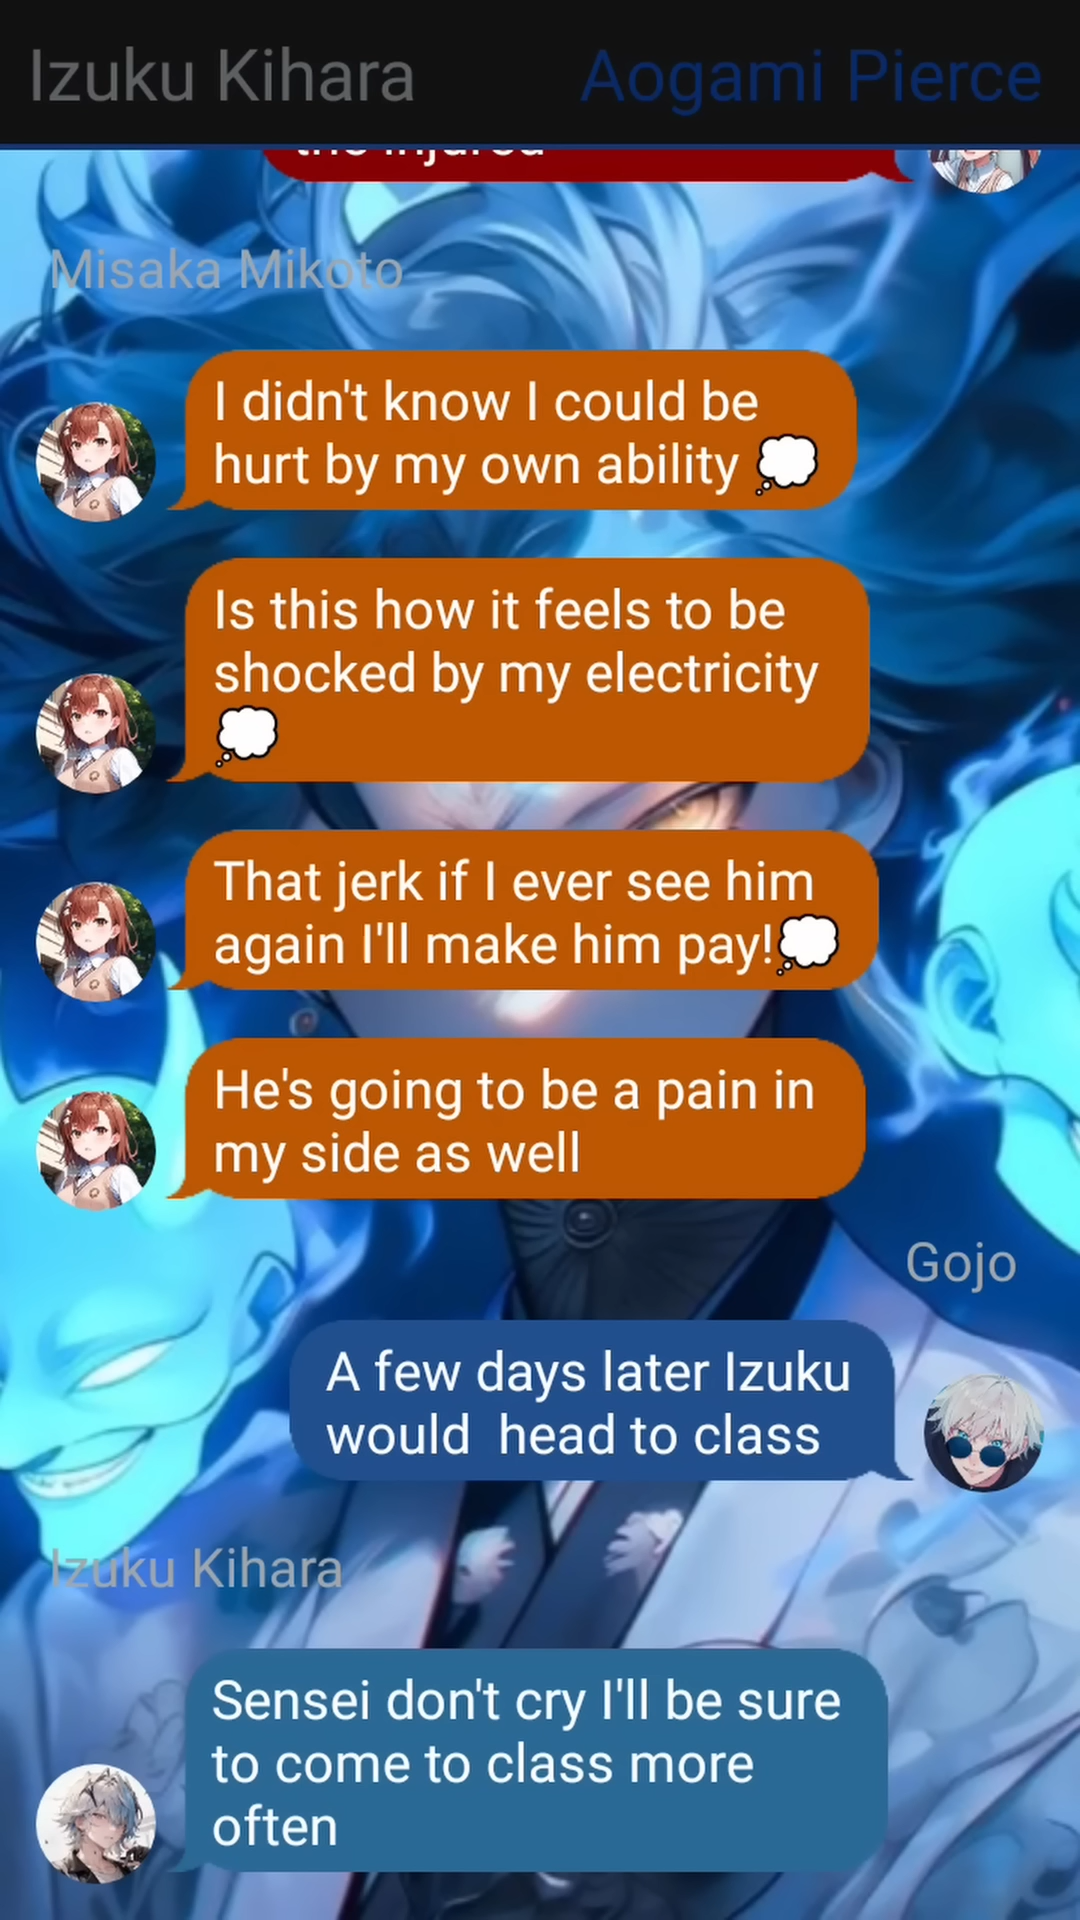 Izuku Kihara Aogami Pierce
the injured
Misaka Mikoto
I didn't know I could be
hurt by my own ability 💭
Is this how it feels to be
shocked by my electricity
💭
That jerk if I ever see him
again I'll make him pay!💭
He's going to be a pain in
my side as well
Gojo
A few days later Izuku
would  head to class
Izuku Kihara
Sensei don't cry I'll be sure
to come to class more
often